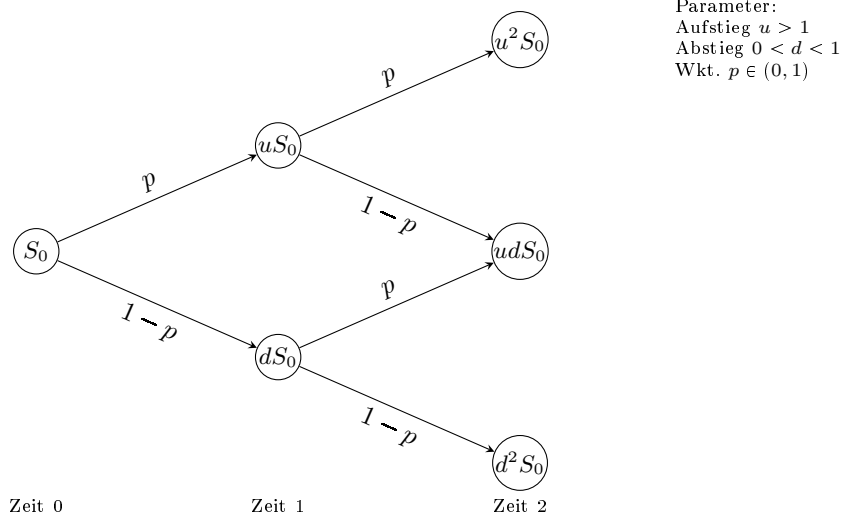 Parameter:
Aufstieg u > 1
Abstieg 0 < d < 1
Wkt. p ∈ (0, 1)
u²S₀
p
uS₀
p
1 − p
S₀
udS₀
p
1 − p
dS₀
1 − p
d²S₀
Zeit 0 Zeit 1 Zeit 2